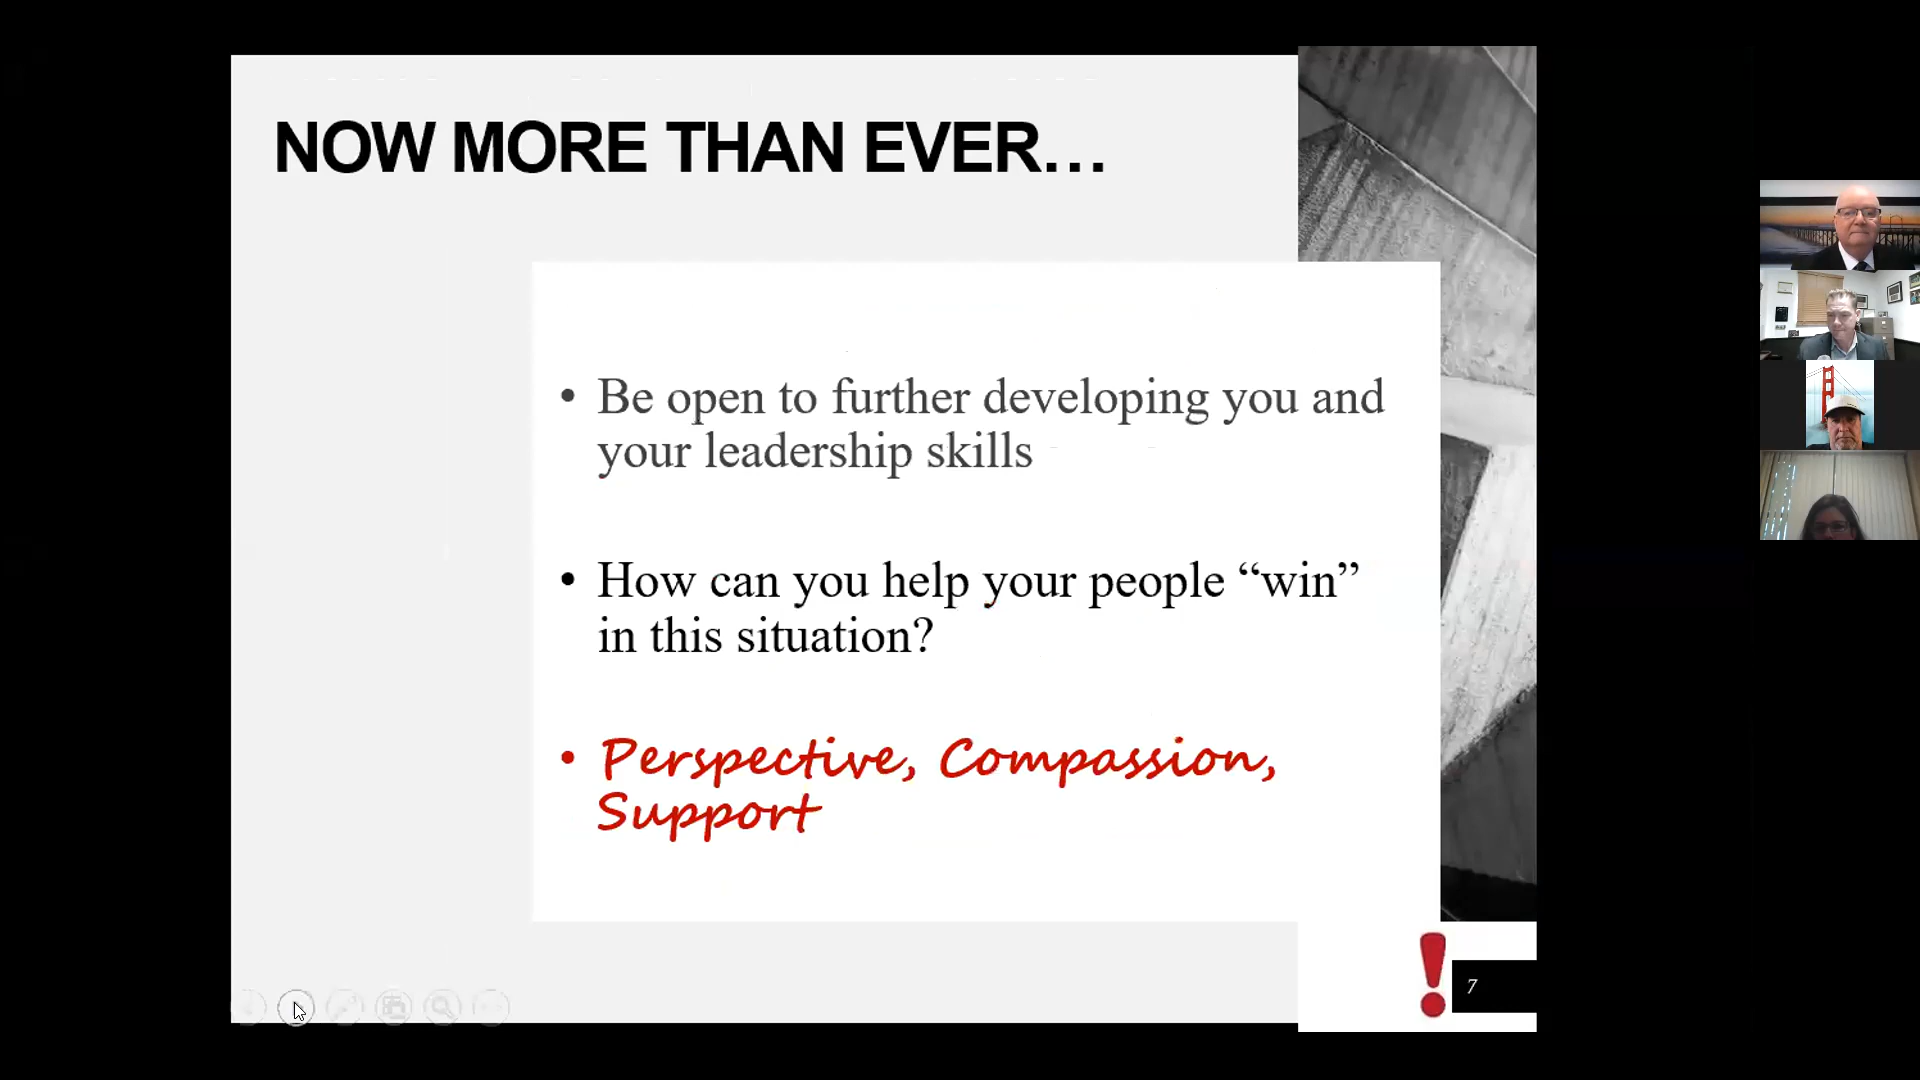 NOW MORE THAN EVER…
• Be open to further developing you and
your leadership skills
• How can you help your people “win”
in this situation?
• Perspective, Compassion,
Support
7